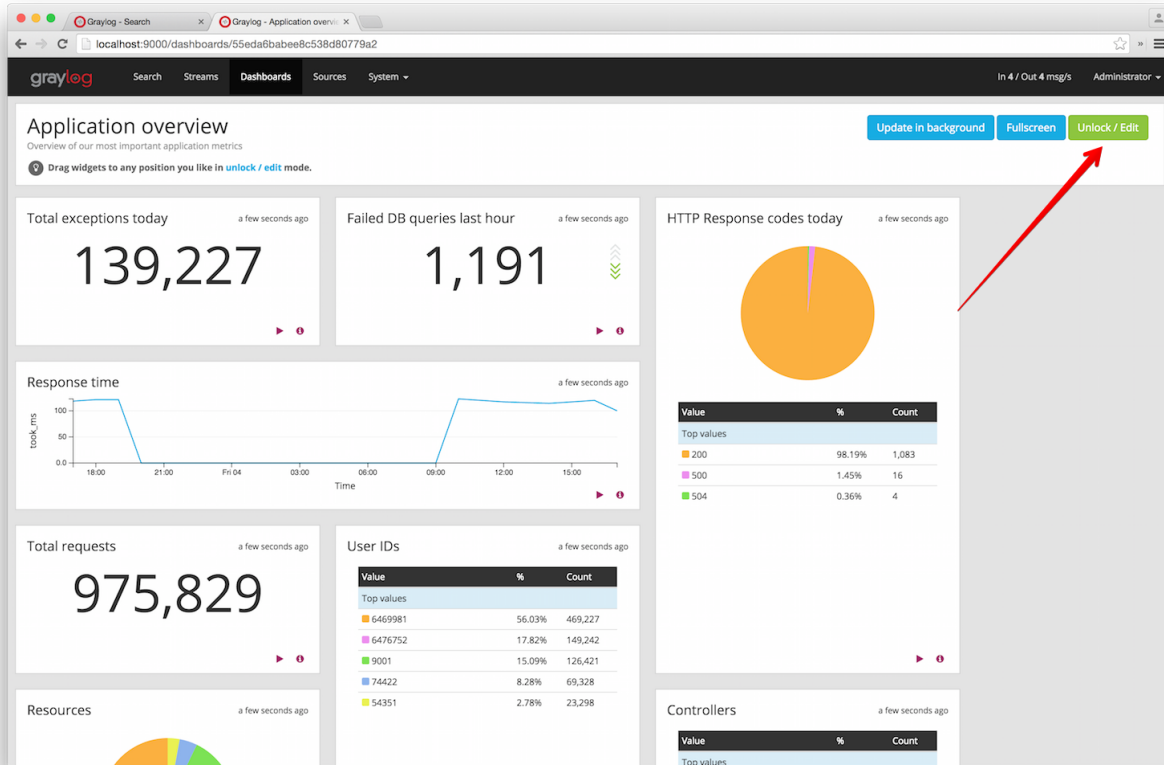 Graylog - Search
Graylog - Application overvie
localhost:9000/dashboards/55eda6babee8c538d80779a2
graylog Search Streams Dashboards Sources System In 4 / Out 4 msg/s Administrator
Application overview
Overview of our most important application metrics
Drag widgets to any position you like in unlock / edit mode.
Update in background Fullscreen Unlock / Edit
Total exceptions today a few seconds ago
139,227
Failed DB queries last hour a few seconds ago
1,191
HTTP Response codes today a few seconds ago
Value % Count
Top values
200 98.19% 1,083
500 1.45% 16
504 0.36% 4
Response time a few seconds ago
took_ms
100
50
0.0
18:00 21:00 Fri 04 03:00 06:00 09:00 12:00 15:00
Time
Total requests a few seconds ago
975,829
User IDs a few seconds ago
Value % Count
Top values
6469981 56.03% 469,227
6476752 17.82% 149,242
9001 15.09% 126,421
74422 8.28% 69,328
54351 2.78% 23,298
Resources a few seconds ago
Controllers a few seconds ago
Value % Count
Top values